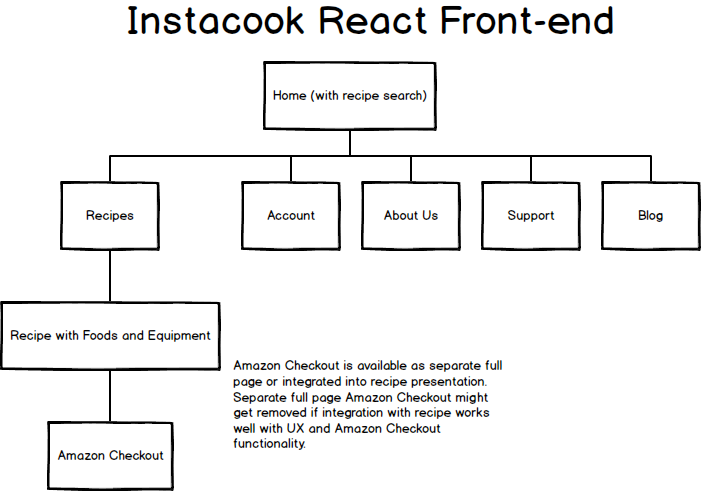 Instacook React Front-end
Home (with recipe search)
Recipes
Account
About Us
Support
Blog
Recipe with Foods and Equipment
Amazon Checkout is available as separate full
page or integrated into recipe presentation.
Separate full page Amazon Checkout might
get removed if integration with recipe works
well with UX and Amazon Checkout
functionality.
Amazon Checkout